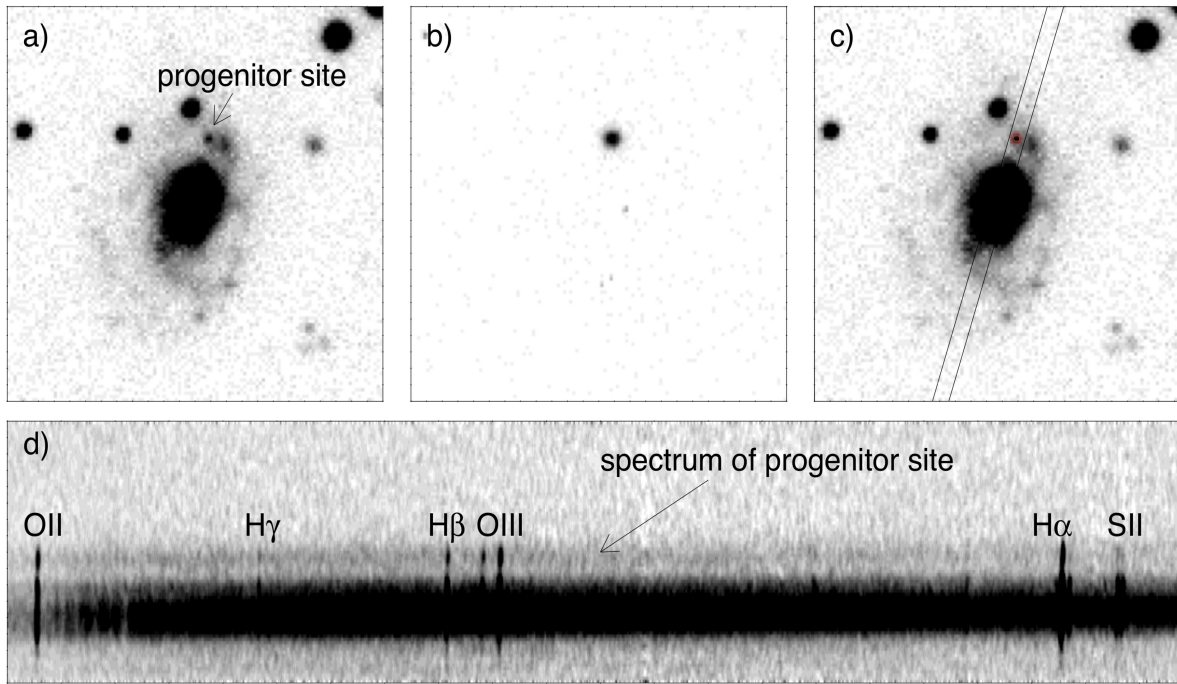 a)
progenitor site
b)
c)
d)
spectrum of progenitor site
OII
Hγ
Hβ
OIII
Hα
SII